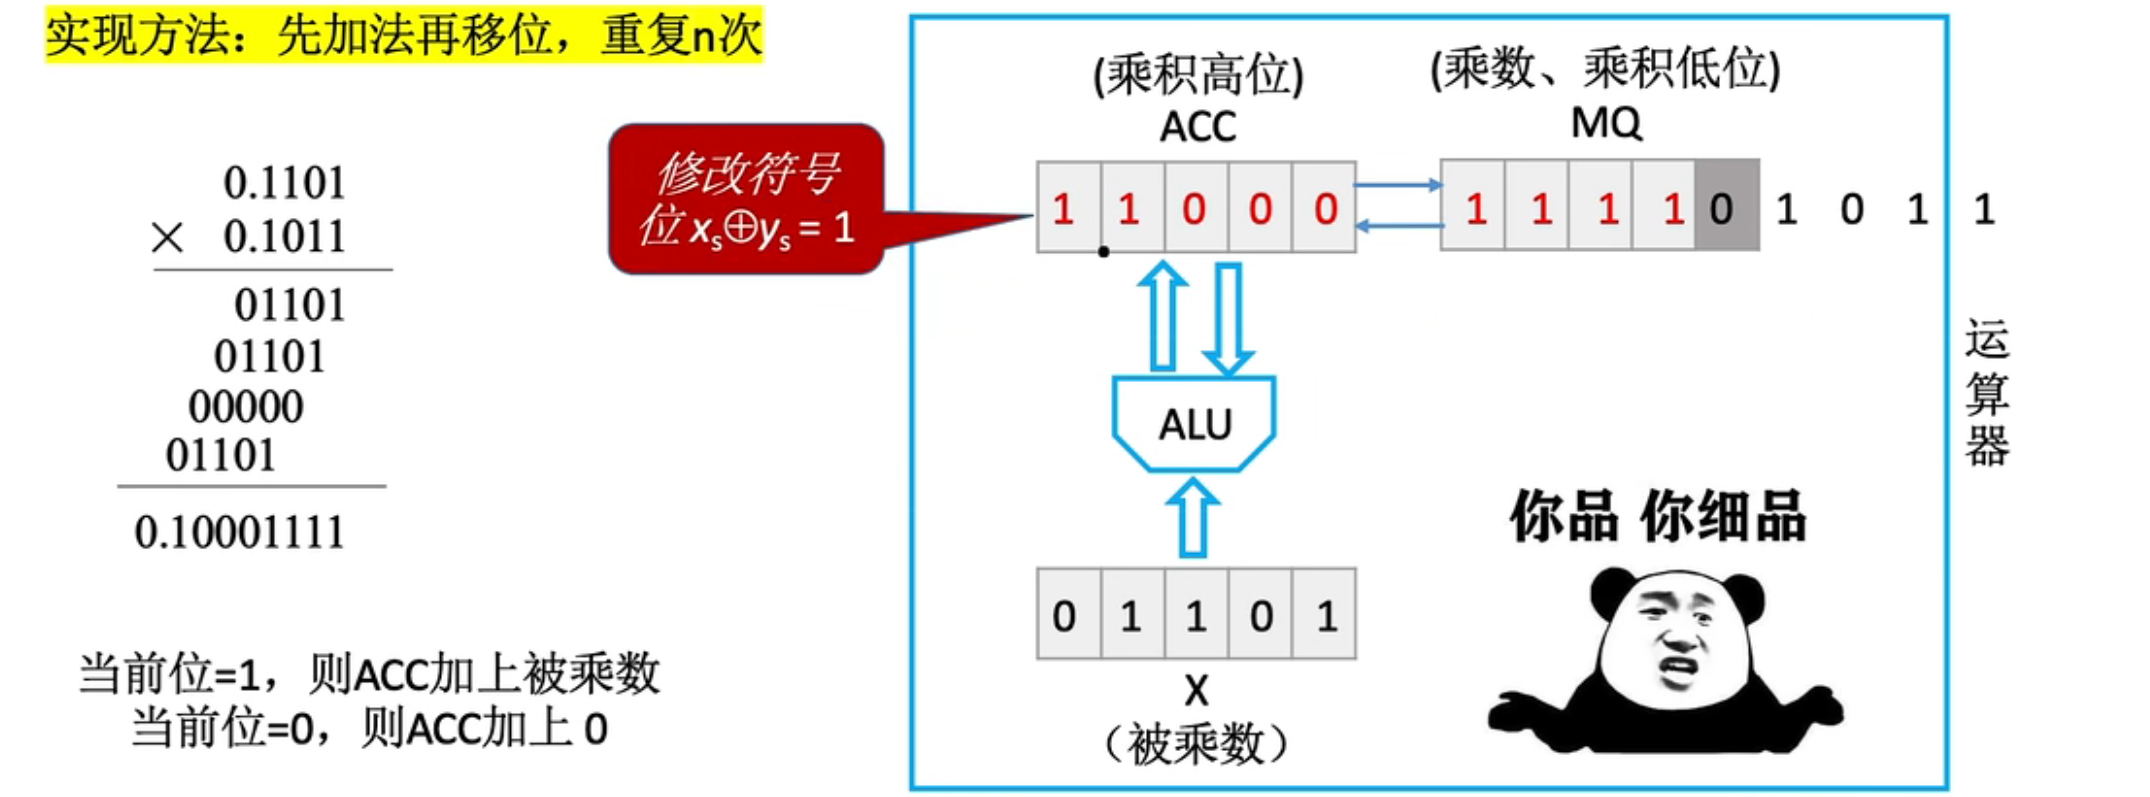 实现方法：先加法再移位，重复n次
0.1101
× 0.1011
01101
01101
00000
01101
0.10001111
当前位=1，则ACC加上被乘数
当前位=0，则ACC加上 0
修改符号
位 xs⊕ys = 1
(乘积高位)
ACC
(乘数、乘积低位)
MQ
1 1 0 0 0
1 1 1 1 0 1 0 1 1
ALU
0 1 1 0 1
X
（被乘数）
运算器
你品 你细品